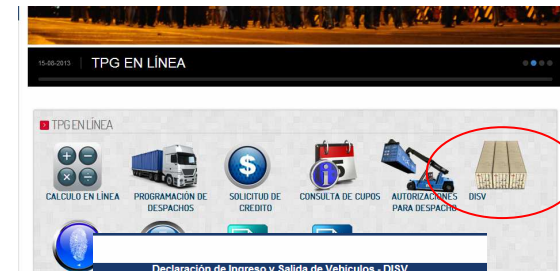 15-08-2013 | TPG EN LÍNEA
TPG EN LÍNEA
CALCULO EN LÍNEA
PROGRAMACIÓN DE
DESPACHOS
SOLICITUD DE
CREDITO
CONSULTA DE CUPOS
AUTORIZACIONES
PARA DESPACHO
DISV
Declaración de Ingreso y Salida de Vehículos - DISV